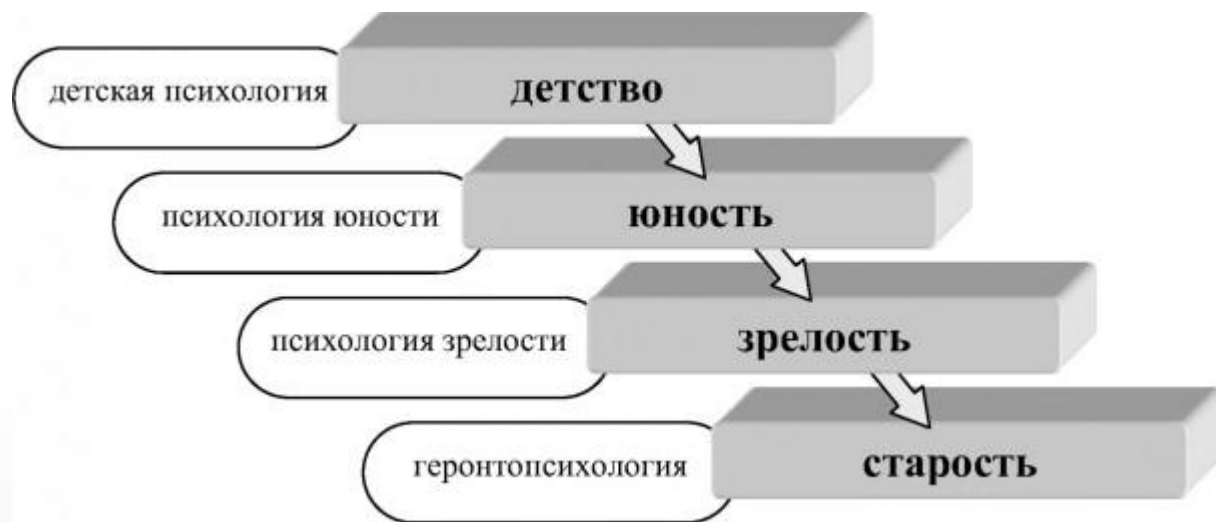 детская психология
детство
психология юности
юность
психология зрелости
зрелость
геронтопсихология
старость